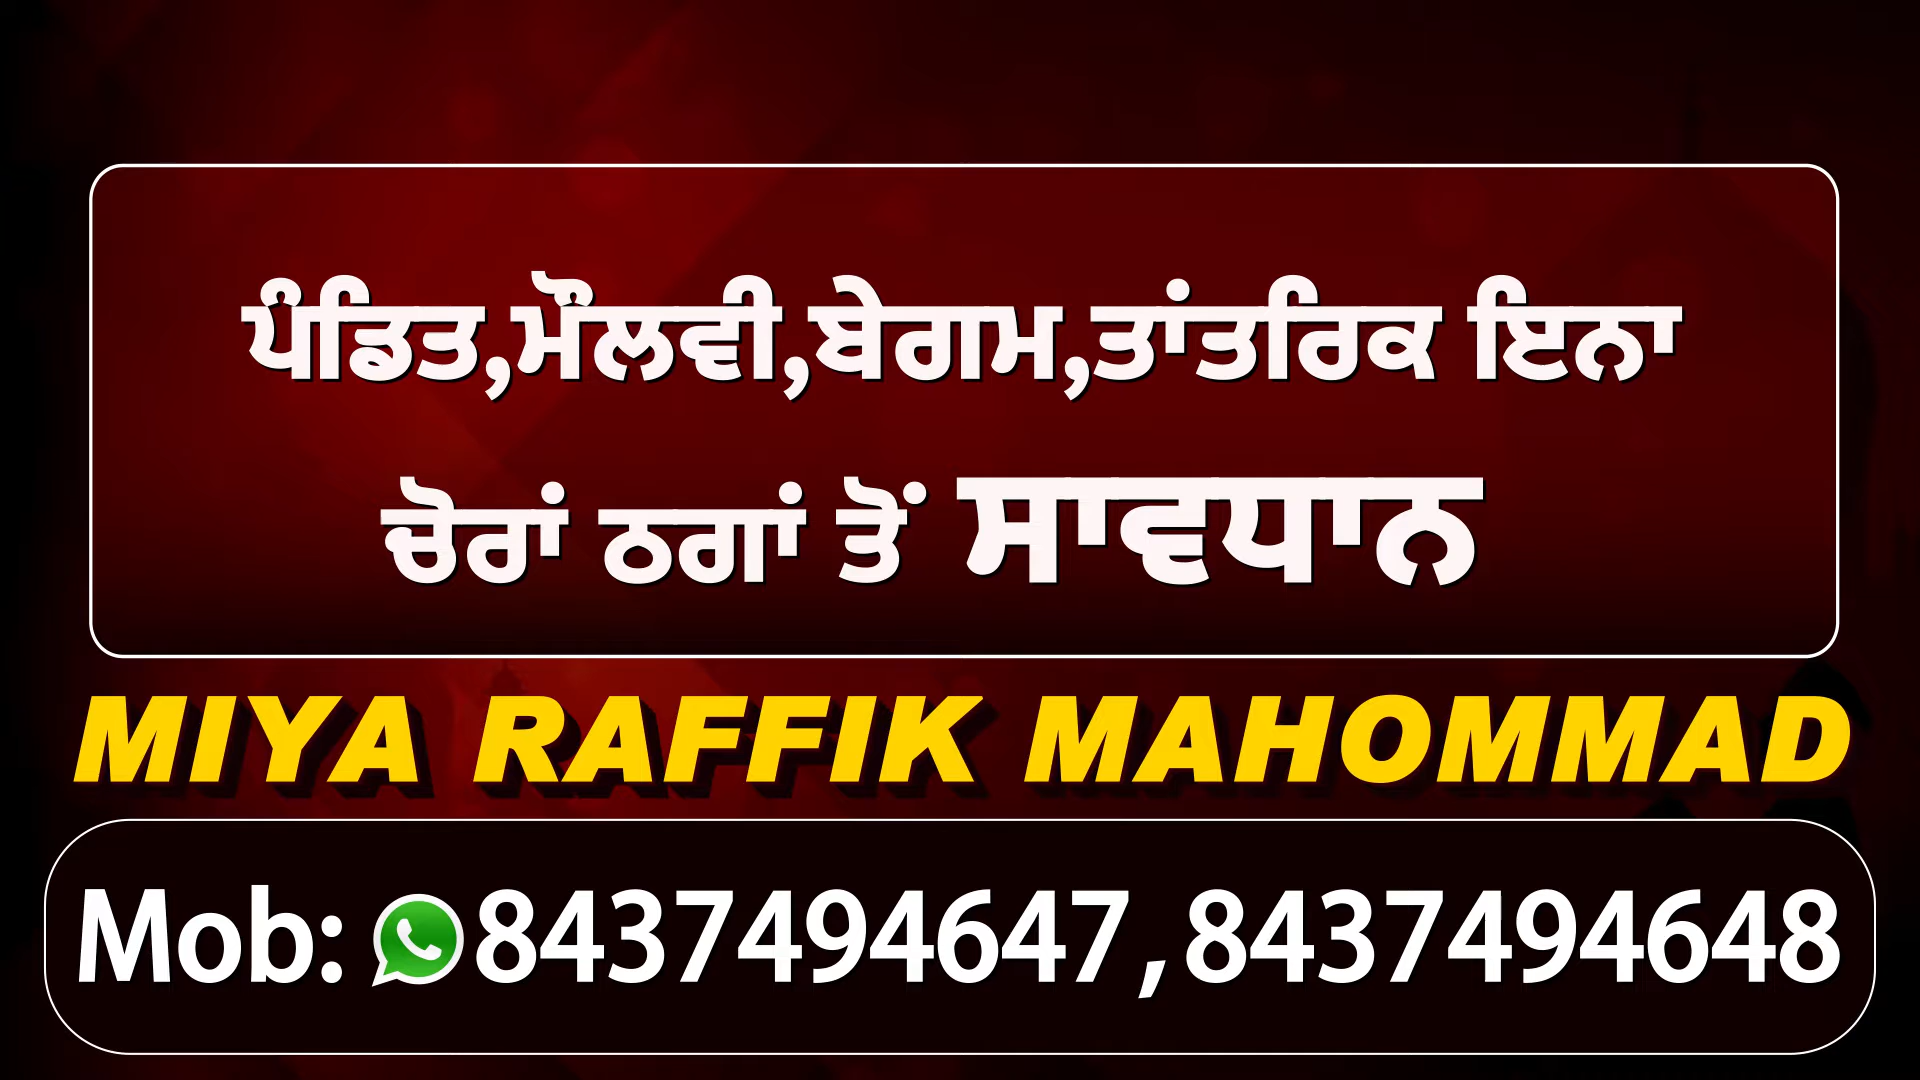 ਪੰਡਿਤ,ਮੌਲਵੀ,ਬੇਗਮ,ਤਾਂਤਰਿਕ ਇਨਾ
ਚੋਰਾਂ ਠਗਾਂ ਤੋਂ ਸਾਵਧਾਨ
MIYA RAFFIK MAHOMMAD
Mob: 8437494647, 8437494648